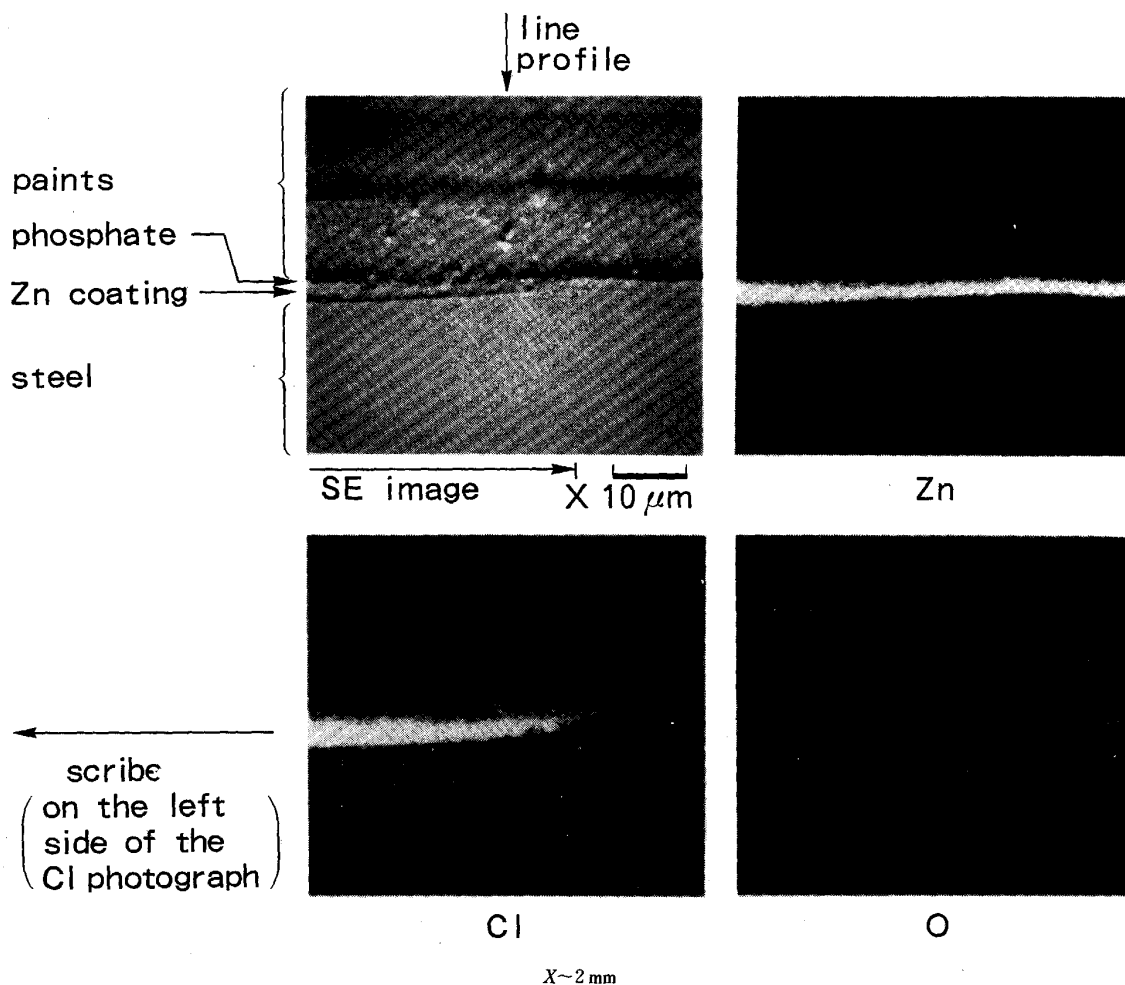 line
profile
paints
phosphate
Zn coating
steel
SE image
X 10 μm
Zn
scribe
(on the left
side of the
Cl photograph)
Cl
O
X~2 mm